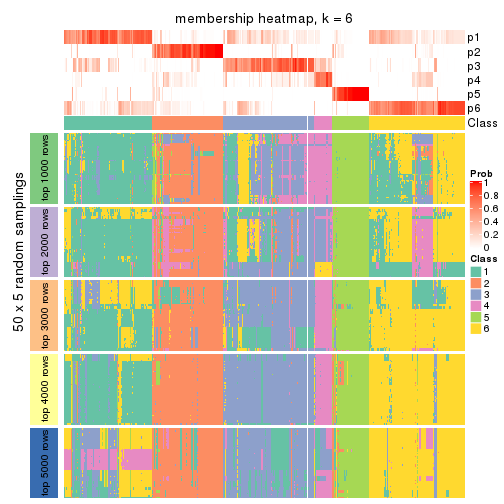 membership heatmap, k = 6
p1
p2
p3
p4
p5
p6
Class
50 x 5 random samplings
top 1000 rows
top 2000 rows
top 3000 rows
top 4000 rows
top 5000 rows
Prob
1
0.8
0.6
0.4
0.2
0
Class
1
2
3
4
5
6